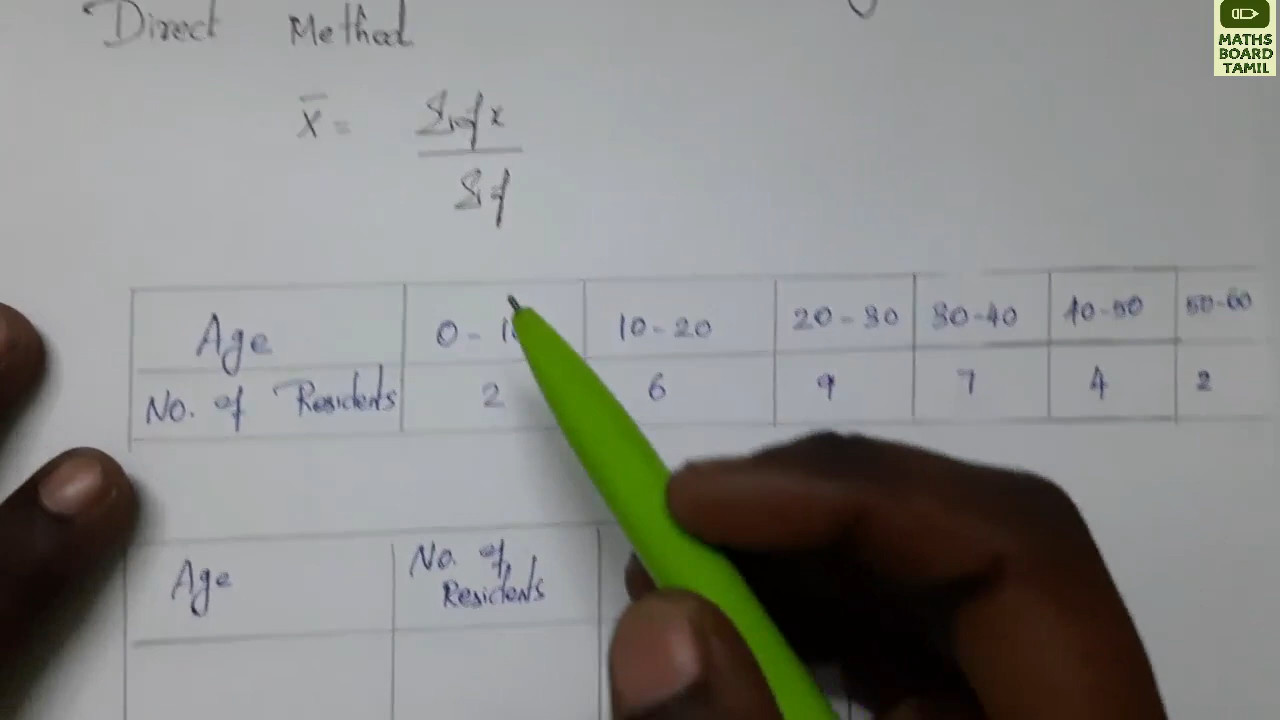 Direct Method
MATHS
BOARD
TAMIL
x̄ = Σfx
Σf
Age 0 - 10-20 20-30 30-40 40-50 50-60
No. of Residents 2 6 9 7 4 2
Age No. of
Residents